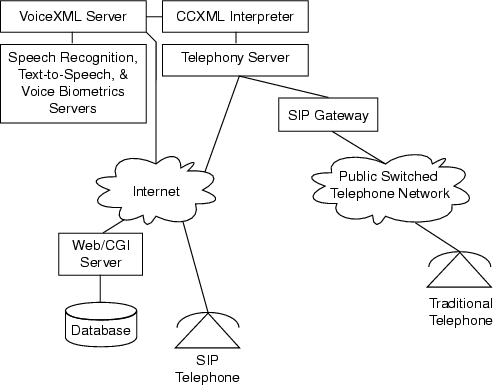 VoiceXML Server
CCXML Interpreter
Speech Recognition,
Text-to-Speech, &
Voice Biometrics
Servers
Telephony Server
SIP Gateway
Internet
Public Switched
Telephone Network
Web/CGI
Server
Database
SIP
Telephone
Traditional
Telephone